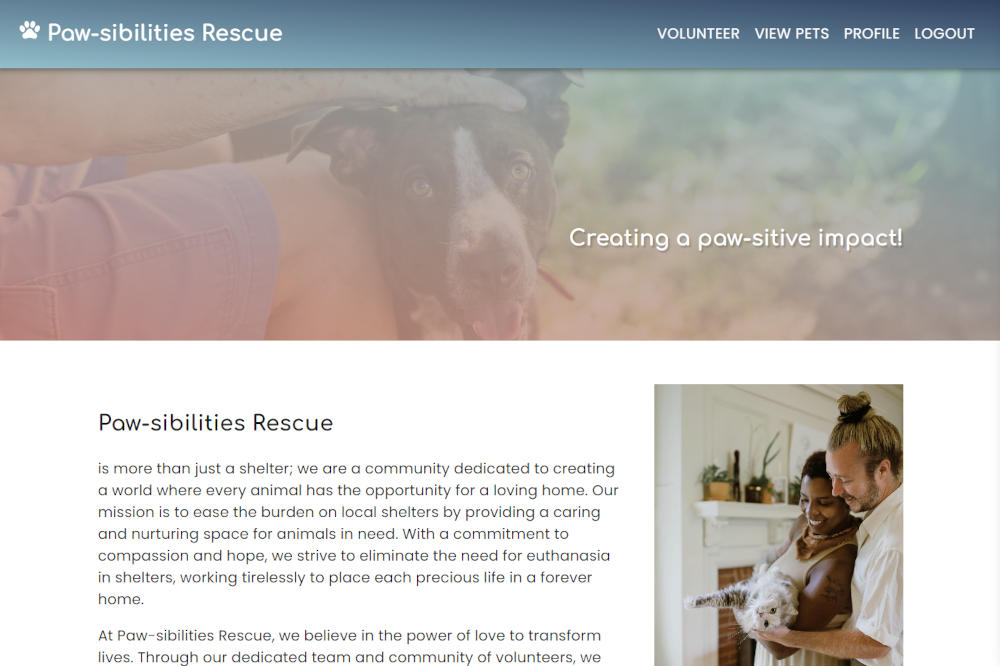 Paw-sibilities Rescue
VOLUNTEER VIEW PETS PROFILE LOGOUT
Creating a paw-sitive impact!
Paw-sibilities Rescue
is more than just a shelter; we are a community dedicated to creating
a world where every animal has the opportunity for a loving home. Our
mission is to ease the burden on local shelters by providing a caring
and nurturing space for animals in need. With a commitment to
compassion and hope, we strive to eliminate the need for euthanasia
in shelters, working tirelessly to place each precious life in a forever
home.
At Paw-sibilities Rescue, we believe in the power of love to transform
lives. Through our dedicated team and community of volunteers, we